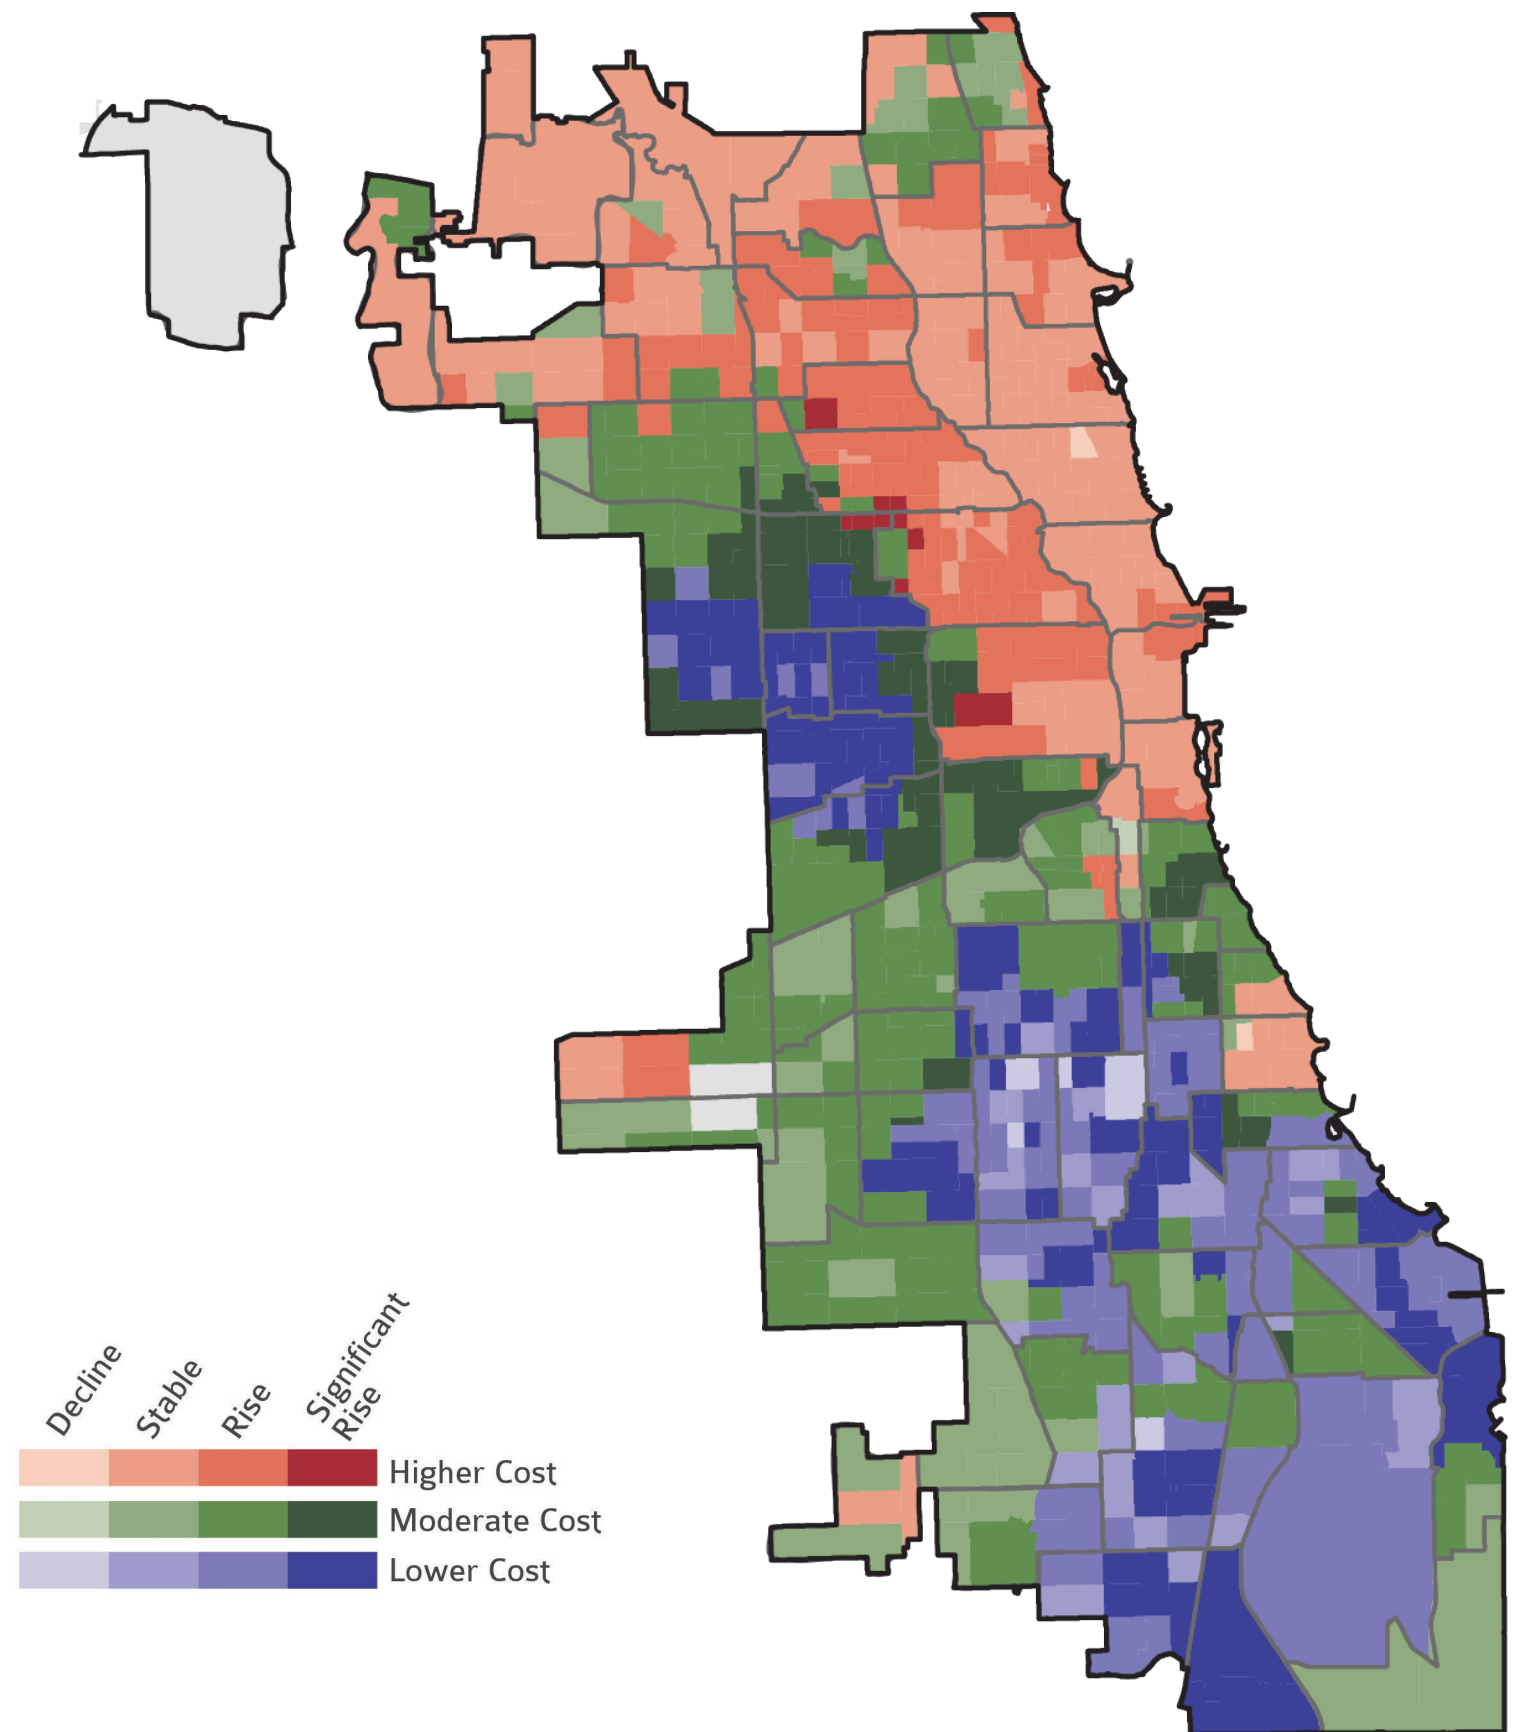 Decline
Stable
Rise
Significant
Rise
Higher Cost
Moderate Cost
Lower Cost